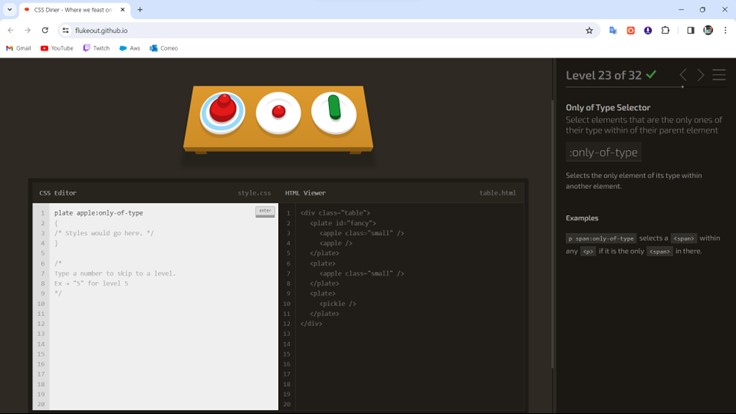 CSS Diner - Where we feast on
flukeout.github.io
Gmail
YouTube
Twitch
Aws
Correo
Level 23 of 32
Only of Type Selector
Select elements that are the only ones of
their type within of their parent element
:only-of-type
Selects the only element of its type within
another element.
Examples
p span:only-of-type selects a <span> within
any <p> if it is the only <span> in there.
CSS Editor
style.css
1 plate apple:only-of-type
enter
2 {
3 /* Styles would go here. */
4 }
5
6 /*
7 Type a number to skip to a level.
8 Ex → "5" for level 5
9 */
10
11
12
13
14
15
16
17
18
19
20
HTML Viewer
table.html
1 <div class="table">
2 <plate id="fancy">
3 <apple class="small" />
4 <apple />
5 </plate>
6 <plate>
7 <apple class="small" />
8 </plate>
9 <plate>
10 <pickle />
11 </plate>
12 </div>
13
14
15
16
17
18
19
20